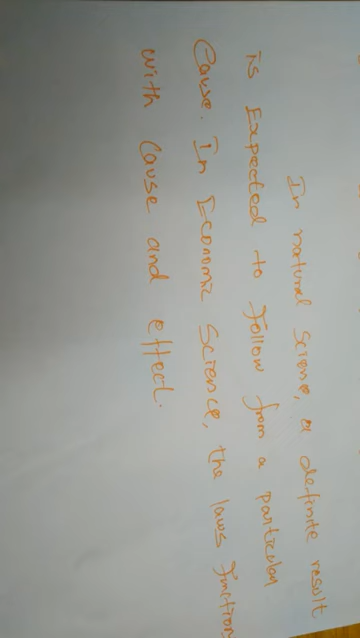 In natural Science, a definite result
is Expected to follow from a particular
Cause. In Economic Science, the laws function
with cause and effect.